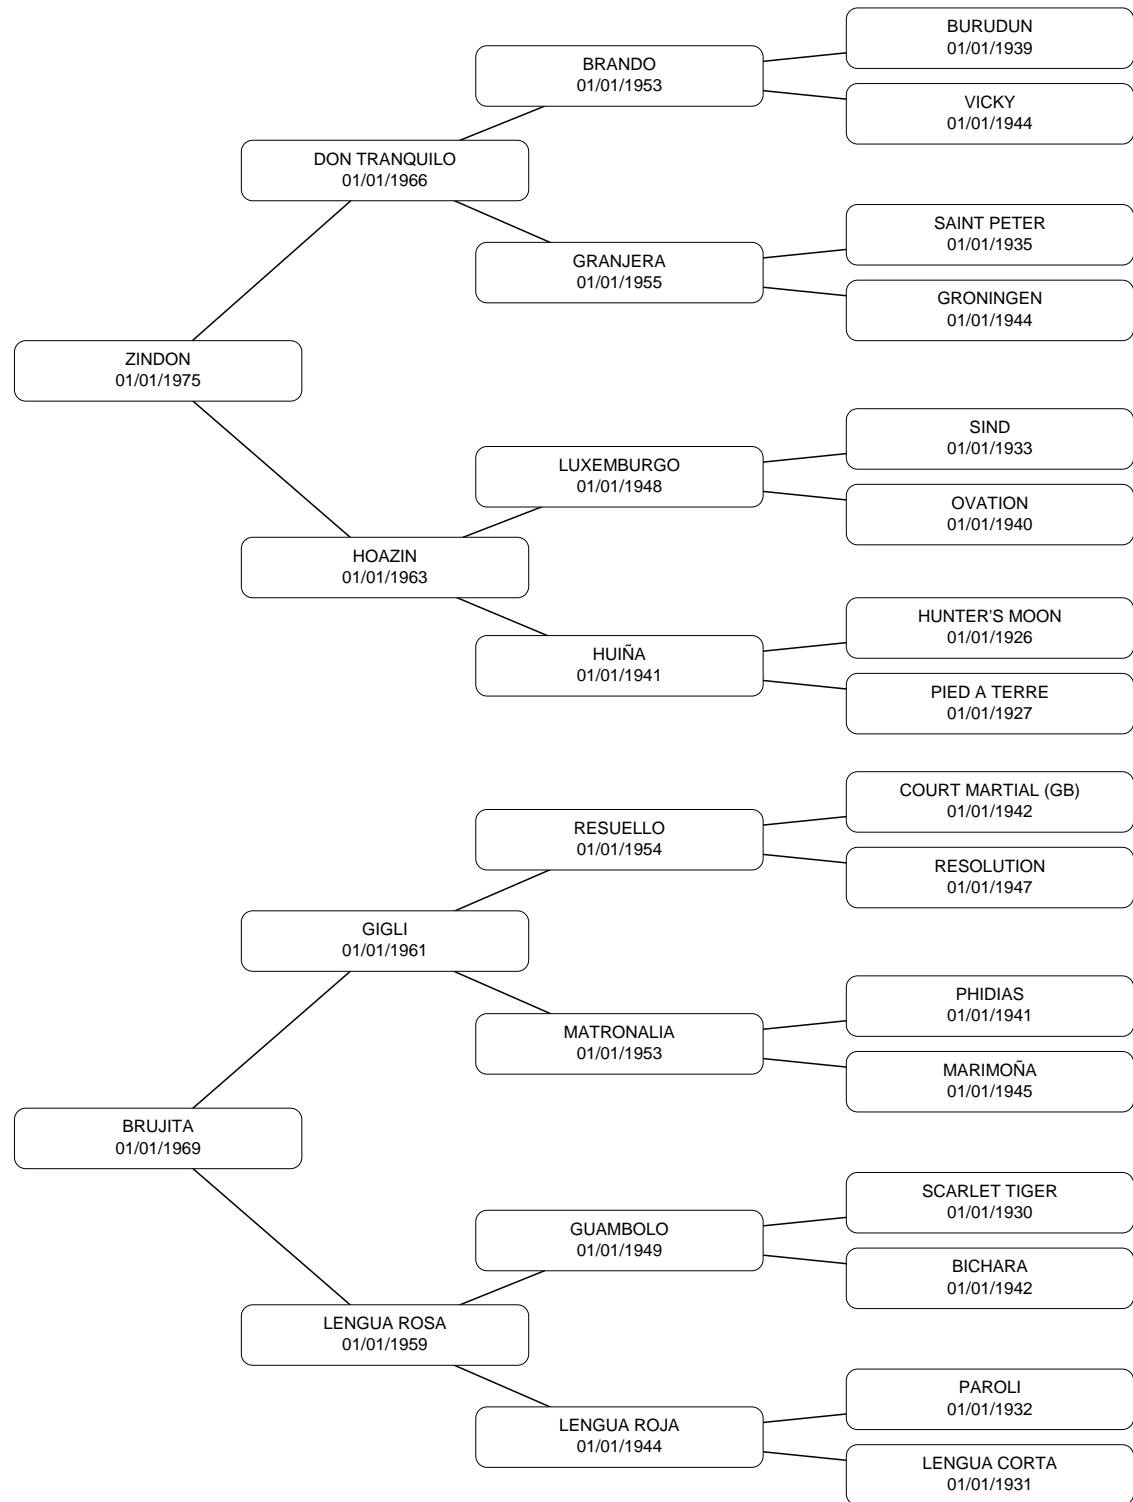 BURUDUN
01/01/1939
BRANDO
01/01/1953
VICKY
01/01/1944
DON TRANQUILO
01/01/1966
SAINT PETER
01/01/1935
GRANJERA
01/01/1955
GRONINGEN
01/01/1944
ZINDON
01/01/1975
SIND
01/01/1933
LUXEMBURGO
01/01/1948
OVATION
01/01/1940
HOAZIN
01/01/1963
HUNTER'S MOON
01/01/1926
HUIÑA
01/01/1941
PIED A TERRE
01/01/1927
COURT MARTIAL (GB)
01/01/1942
RESUELLO
01/01/1954
RESOLUTION
01/01/1947
GIGLI
01/01/1961
PHIDIAS
01/01/1941
MATRONALIA
01/01/1953
MARIMOÑA
01/01/1945
BRUJITA
01/01/1969
SCARLET TIGER
01/01/1930
GUAMBOLO
01/01/1949
BICHARA
01/01/1942
LENGUA ROSA
01/01/1959
PAROLI
01/01/1932
LENGUA ROJA
01/01/1944
LENGUA CORTA
01/01/1931